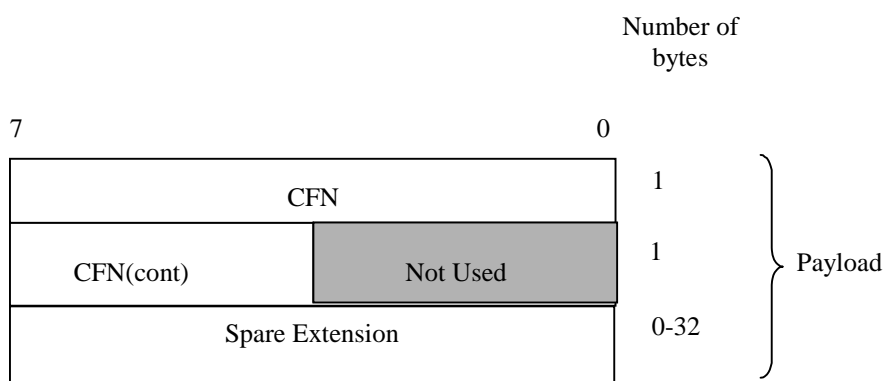 Number of
bytes
7
0
CFN
1
CFN(cont)
Not Used
1
Payload
Spare Extension
0-32